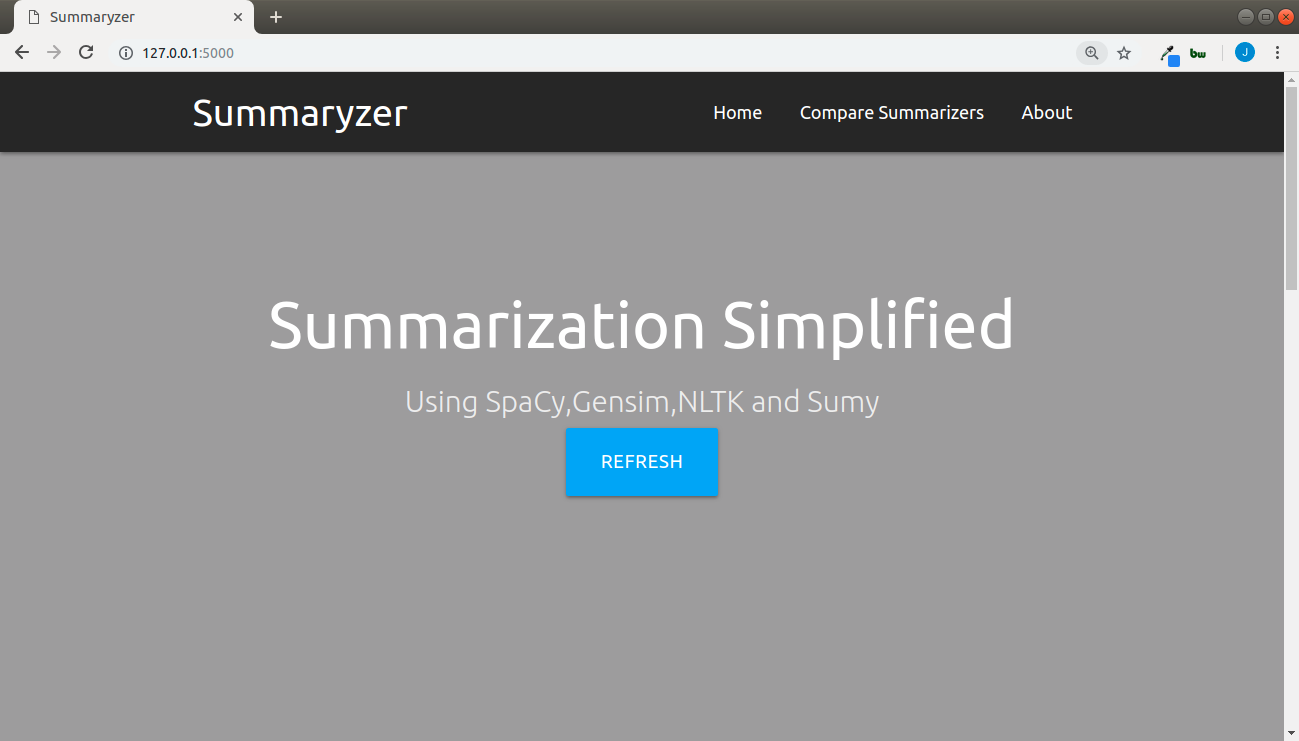 Summaryzer
127.0.0.1:5000
bw
J
Summaryzer
Home Compare Summarizers About
Summarization Simplified
Using SpaCy,Gensim,NLTK and Sumy
REFRESH